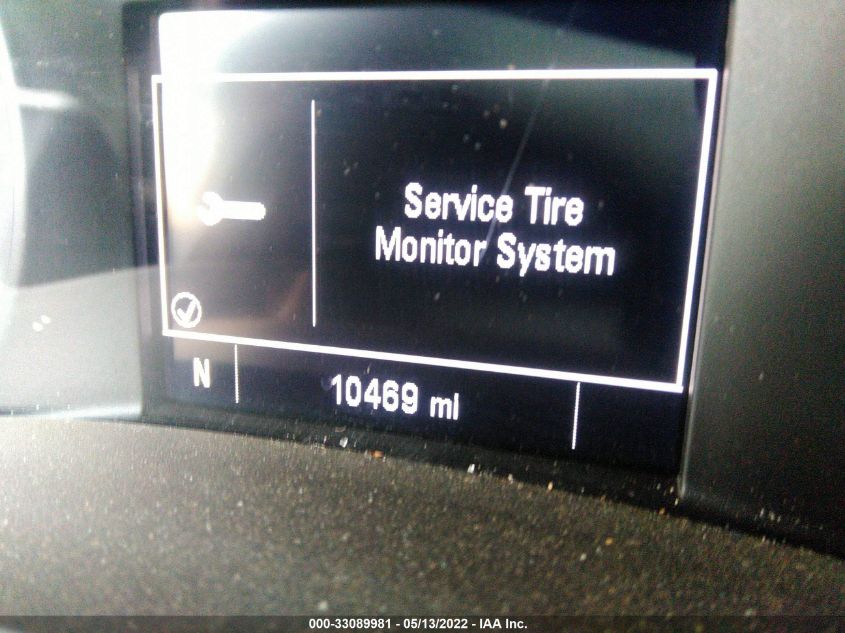 Service Tire
Monitor System
N
10469 mi
000-33089981 - 05/13/2022 - IAA Inc.